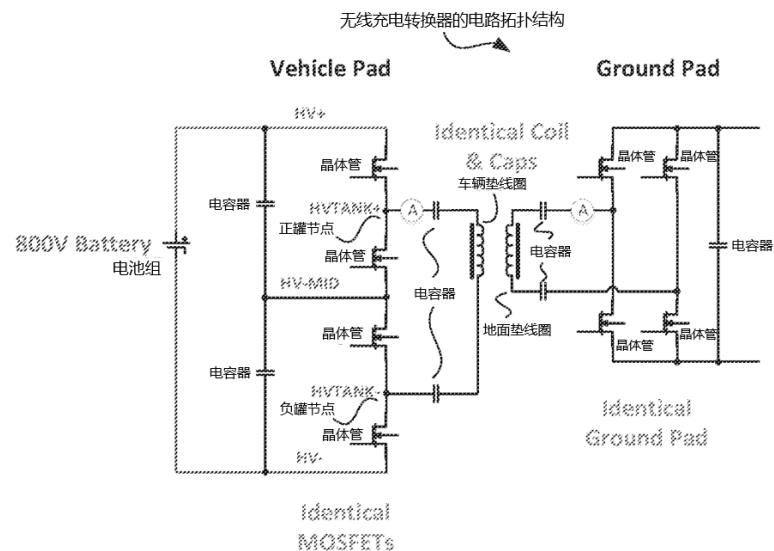 无线充电转换器的电路拓扑结构
Vehicle Pad
Ground Pad
HV+
Identical Coil
& Caps
晶体管
晶体管
晶体管
车辆垫线圈
电容器
HVTANK+
A
A
正罐节点
800V Battery
电池组
晶体管
电容器
电容器
HV-MID
电容器
地面垫线圈
晶体管
晶体管
晶体管
电容器
HVTANK-
负罐节点
晶体管
HV-
Identical
Ground Pad
Identical
MOSFETs